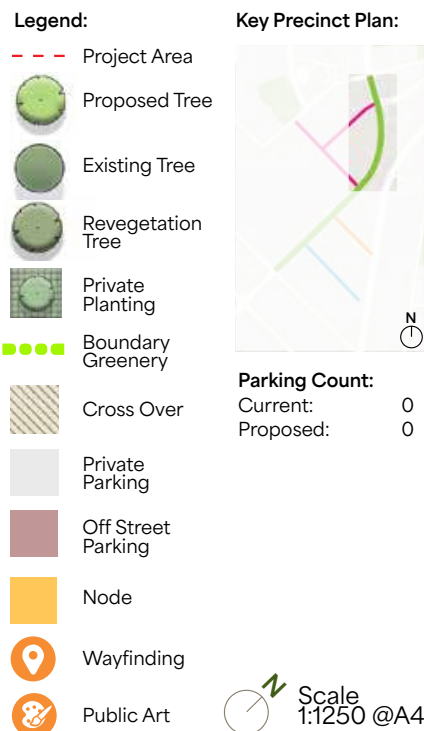 Legend:
Project Area
Proposed Tree
Existing Tree
Revegetation
Tree
Private
Planting
Boundary
Greenery
Cross Over
Private
Parking
Off Street
Parking
Node
Wayfinding
Public Art
Key Precinct Plan:
N
Parking Count:
Current: 0
Proposed: 0
N
Scale
1:1250 @A4